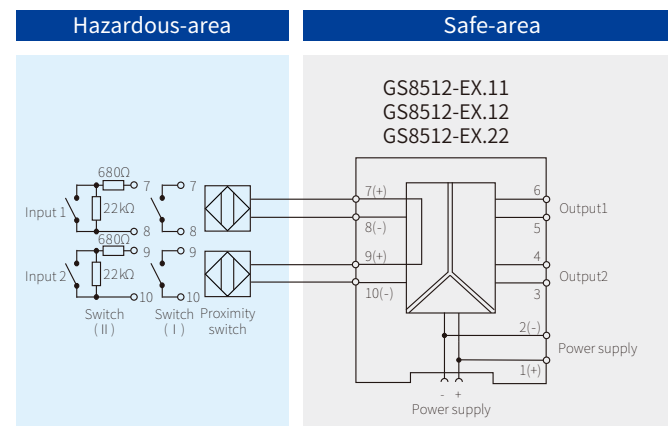 Hazardous-area
Safe-area
GS8512-EX.11
GS8512-EX.12
GS8512-EX.22
680Ω
7
7
7(+)
6
Input 1
22kΩ
Output1
8
8
8(-)
5
680Ω
9
9
9(+)
4
Input 2
22kΩ
Output2
10
10
10(-)
3
Switch
(Ⅱ)
Switch
(Ⅰ)
Proximity
switch
2(-)
Power supply
1(+)
- +
Power supply